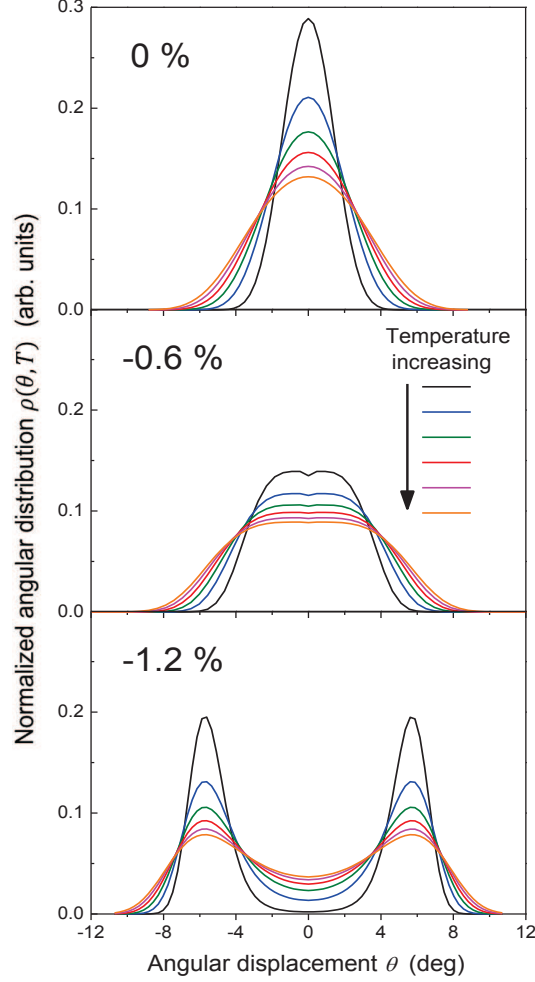 Normalized angular distribution ρ(θ,T) (arb. units)
0.3
0 %
0.2
0.1
0.0
-0.6 %
Temperature
increasing
0.2
0.1
0.0
-1.2 %
0.2
0.1
0.0
-12 -8 -4 0 4 8 12
Angular displacement θ (deg)